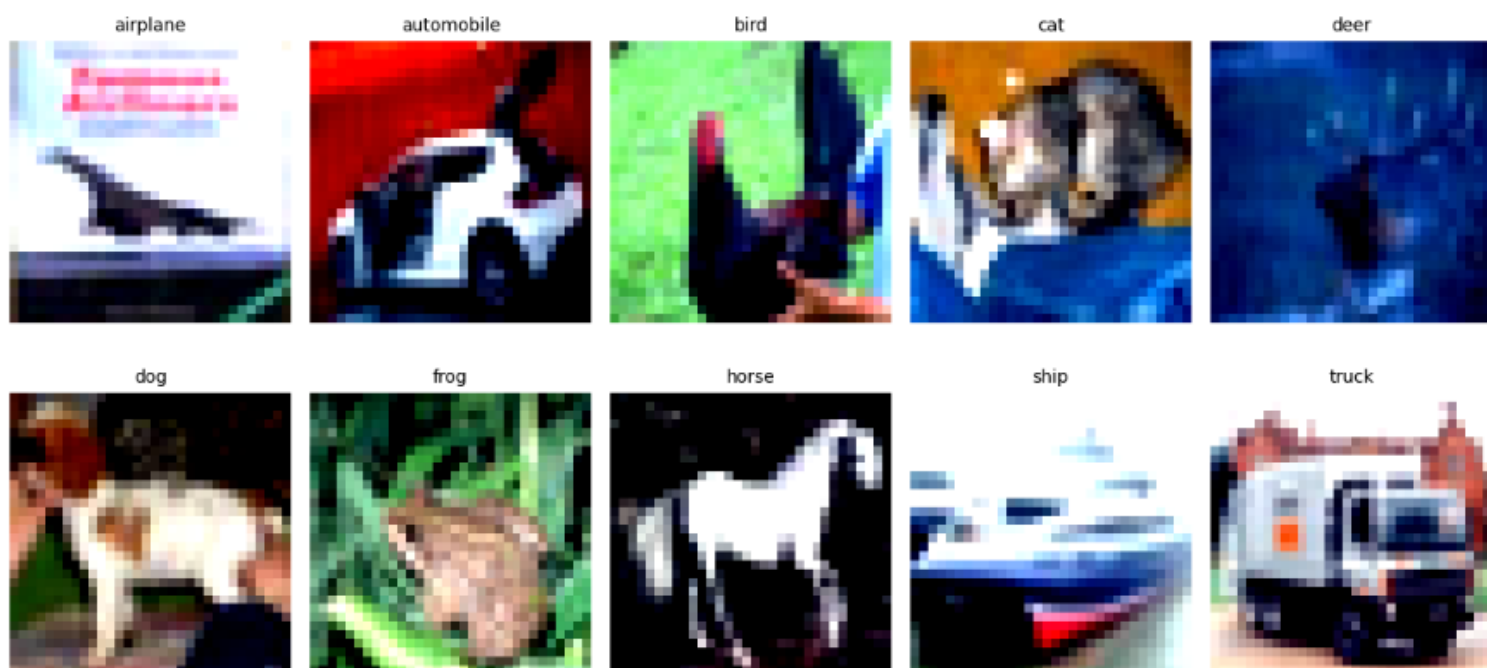 airplane
automobile
bird
cat
deer
dog
frog
horse
ship
truck